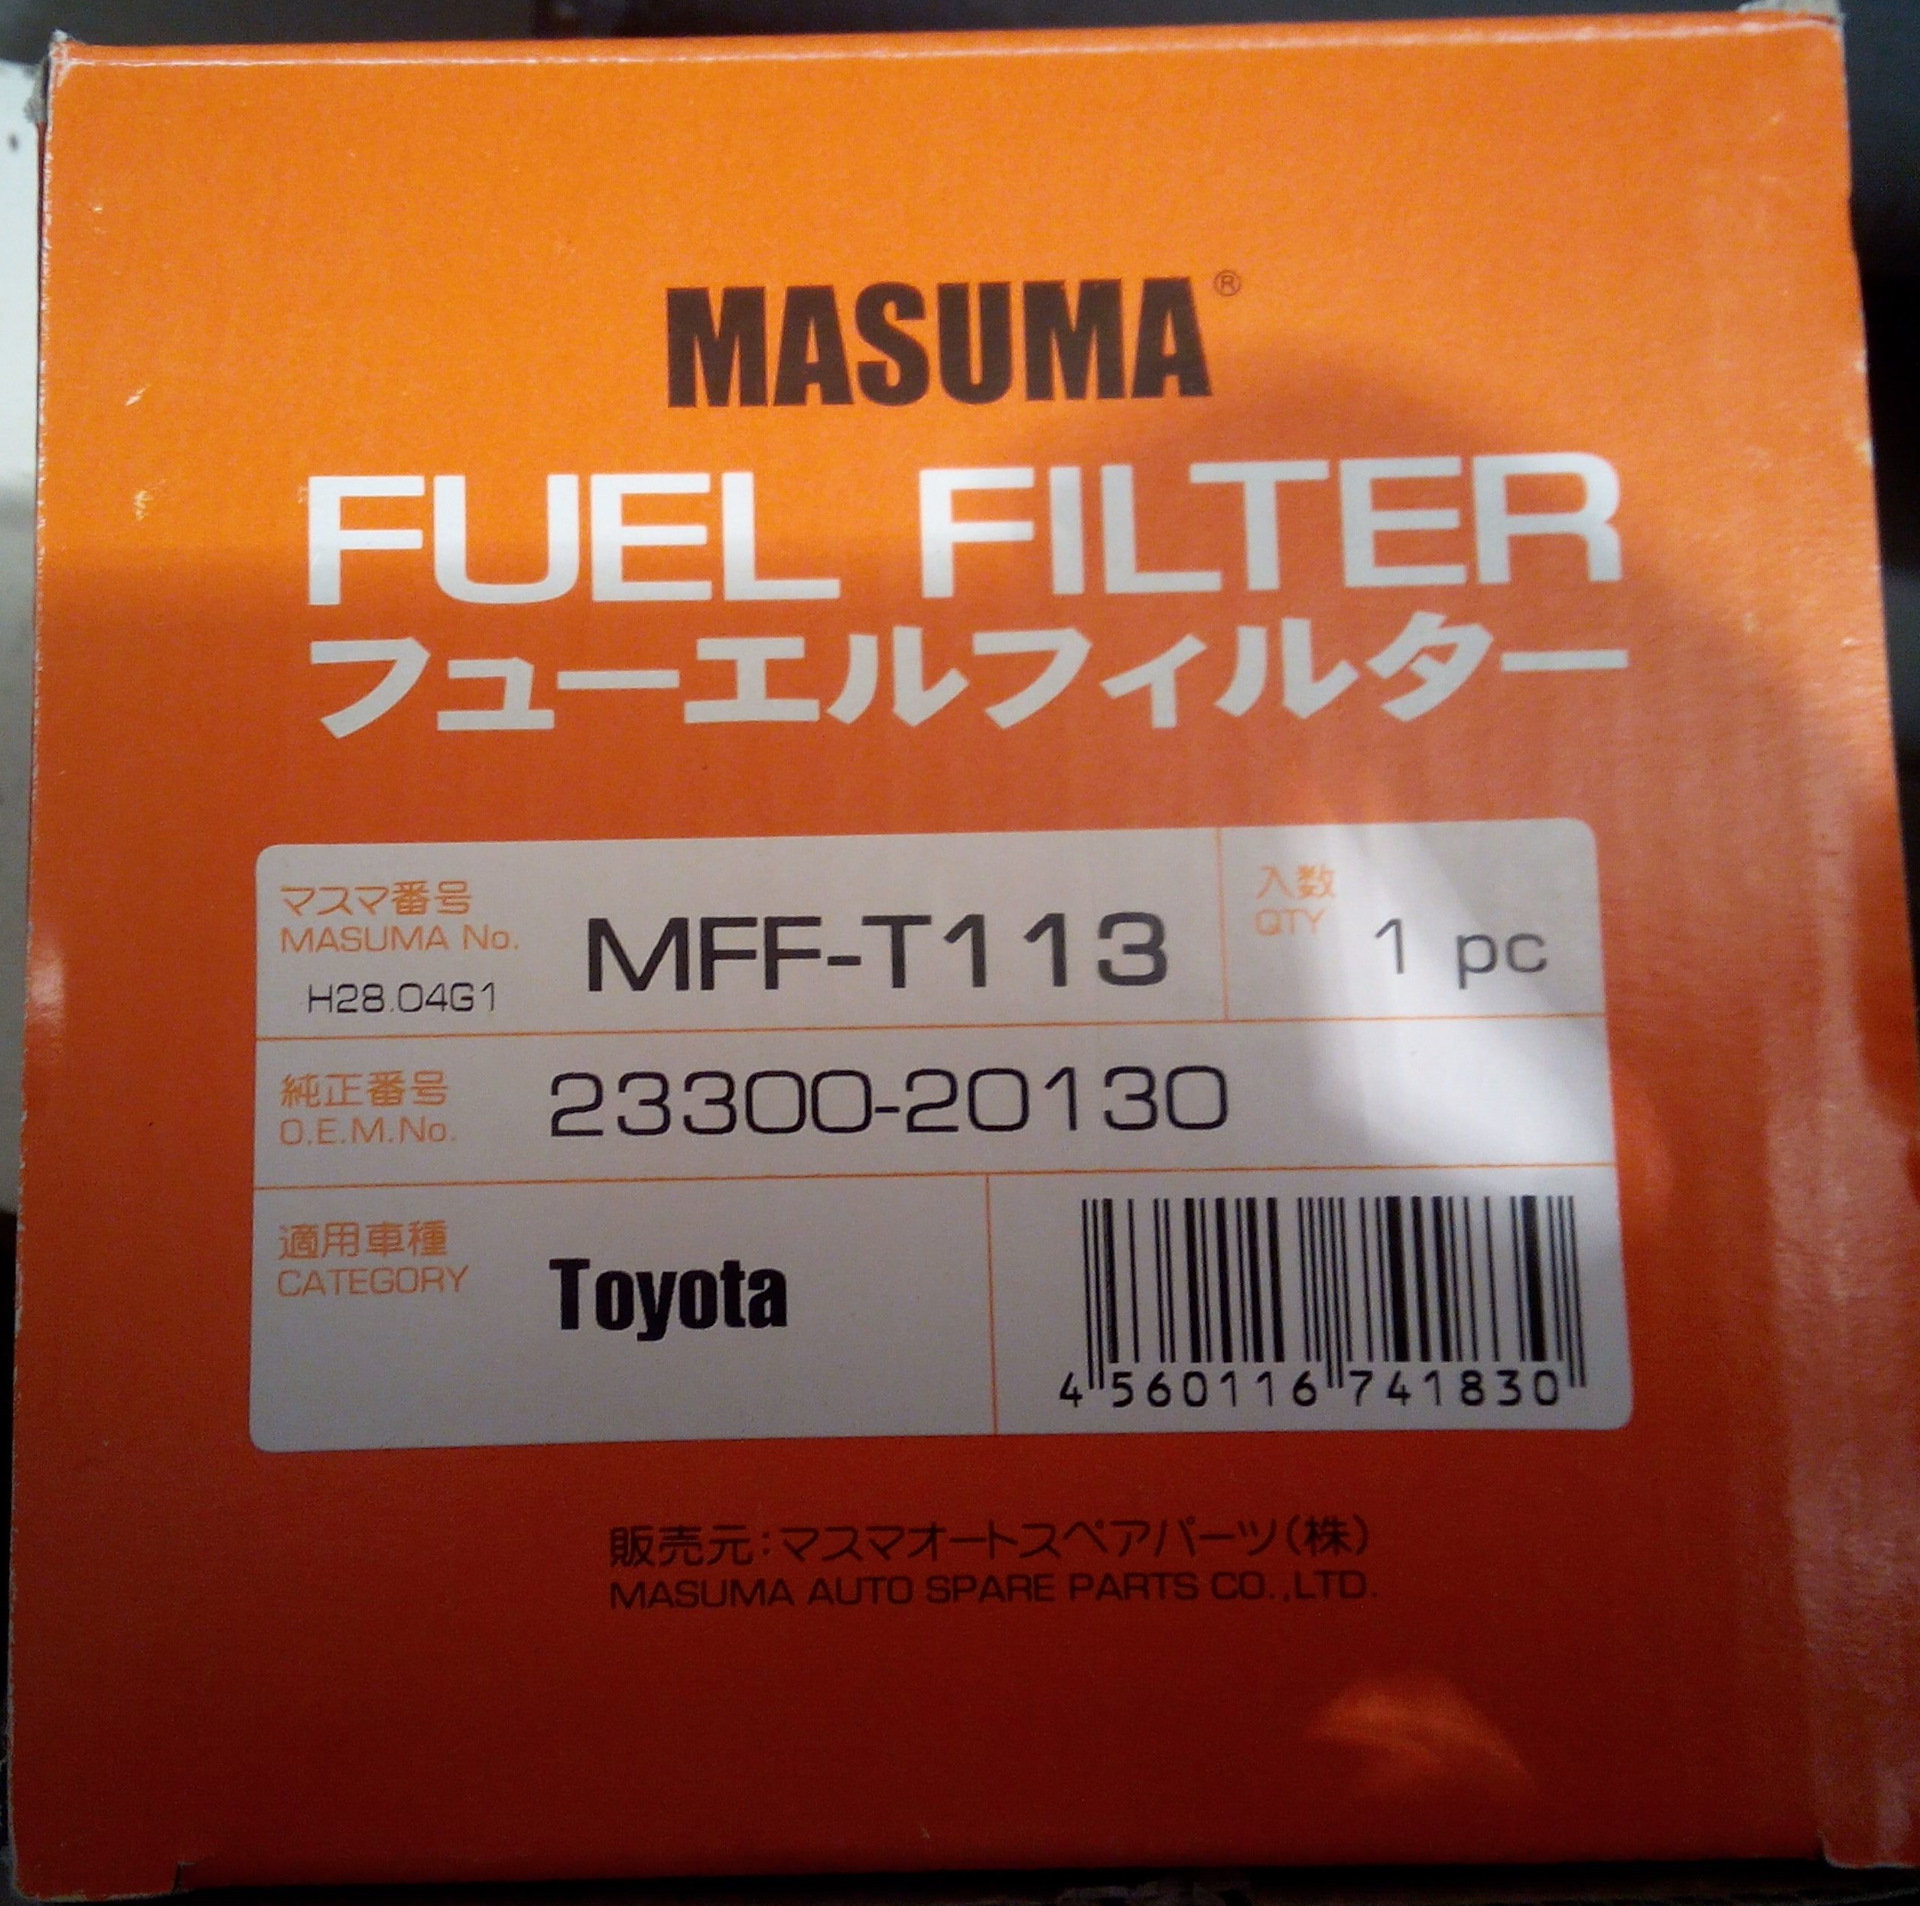 MASUMA®
FUEL FILTER
フューエルフィルター
マスマ番号
MASUMA No.
H28.04G1
MFF-T113
入数
QTY
1 pc
純正番号
O.E.M.No.
23300-20130
適用車種
CATEGORY
Toyota
4560116741830
販売元:マスマオートスペアパーツ(株)
MASUMA AUTO SPARE PARTS CO.,LTD.